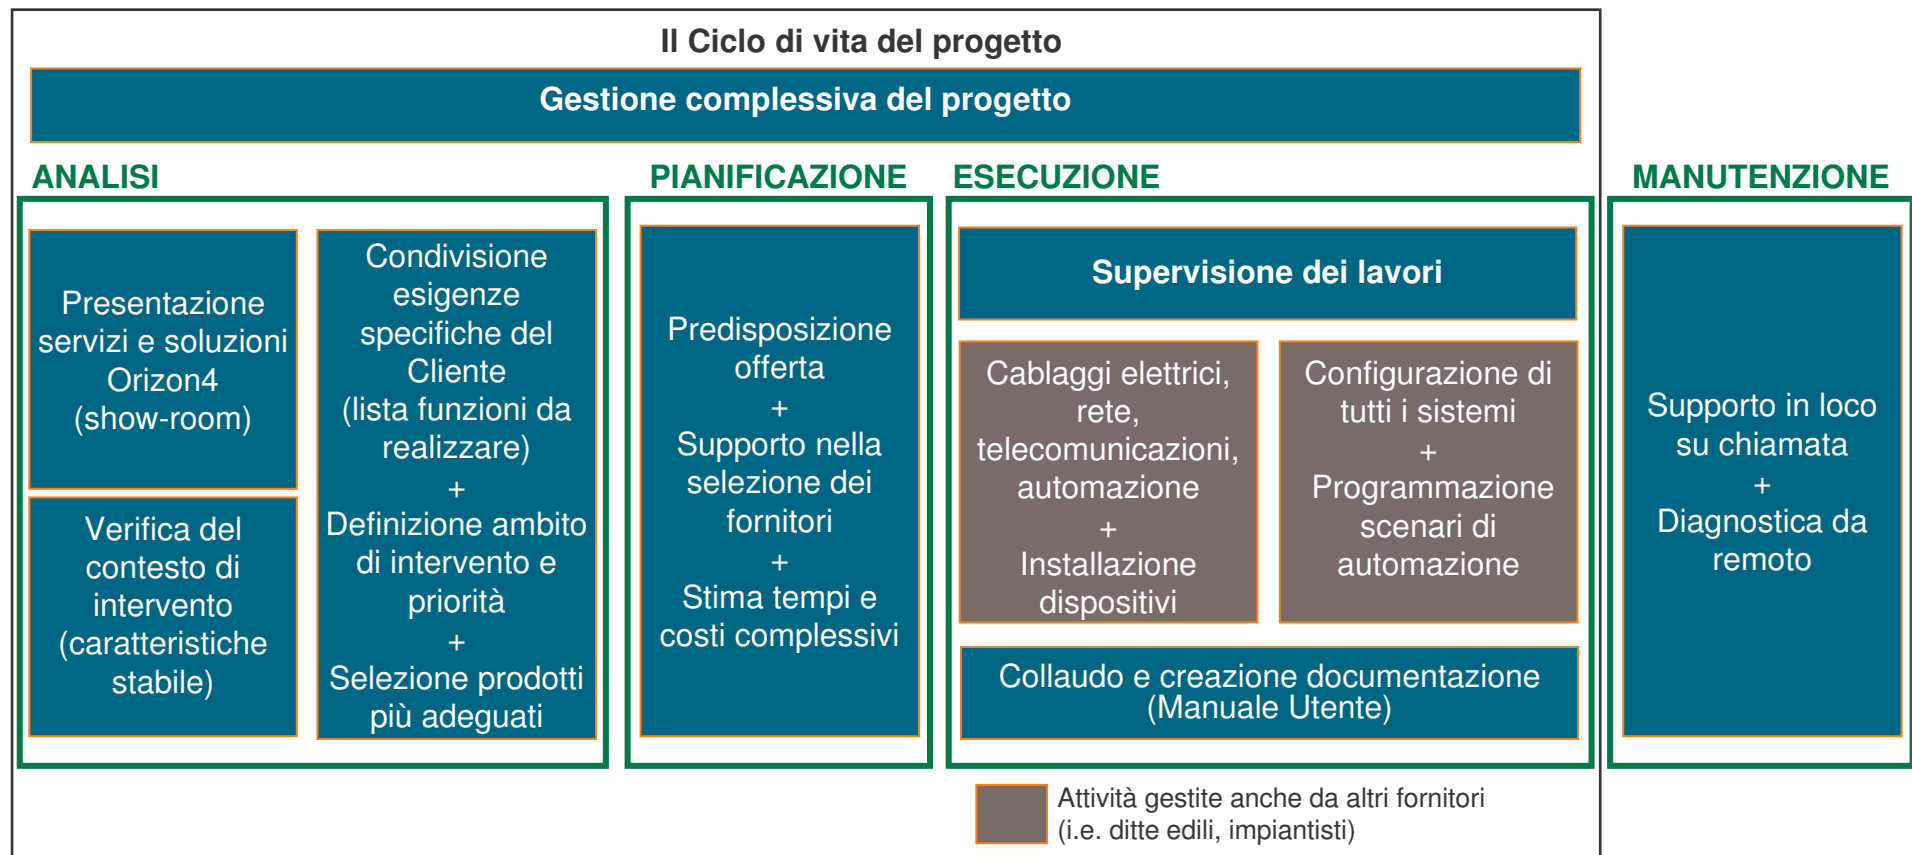 Il Ciclo di vita del progetto
Gestione complessiva del progetto
ANALISI
Presentazione
servizi e soluzioni
Orizon4
(show-room)
Verifica del
contesto di
intervento
(caratteristiche
stabile)
Condivisione
esigenze
specifiche del
Cliente
(lista funzioni da
realizzare)
+
Definizione ambito
di intervento e
priorità
+
Selezione prodotti
più adeguati
PIANIFICAZIONE
Predisposizione
offerta
+
Supporto nella
selezione dei
fornitori
+
Stima tempi e
costi complessivi
ESECUZIONE
Supervisione dei lavori
Cablaggi elettrici,
rete,
telecomunicazioni,
automazione
+
Installazione
dispositivi
Configurazione di
tutti i sistemi
+
Programmazione
scenari di
automazione
Collaudo e creazione documentazione
(Manuale Utente)
MANUTENZIONE
Supporto in loco
su chiamata
+
Diagnostica da
remoto
Attività gestite anche da altri fornitori
(i.e. ditte edili, impiantisti)